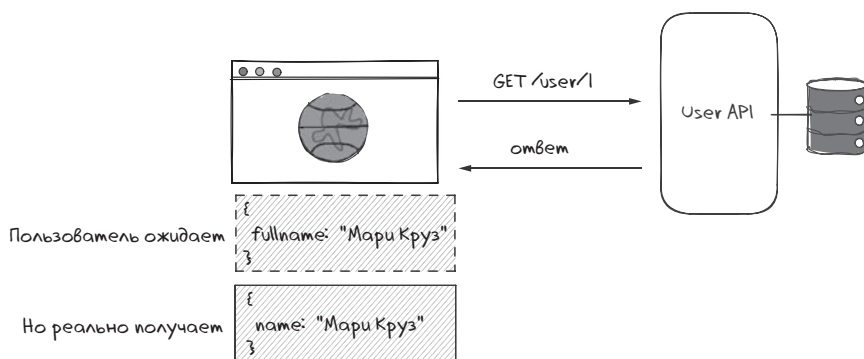 GET /user/1
User API
ответ
Пользователь ожидает
{
fullname: "Мари Круз"
}
Но реально получает
{
name: "Мари Круз"
}